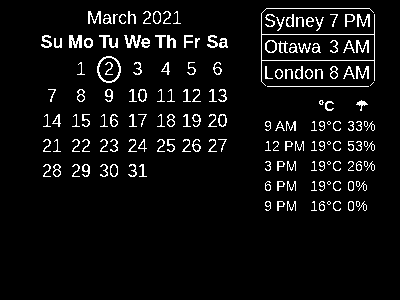 March 2021
Su Mo Tu We Th Fr Sa
1 2 3 4 5 6
7 8 9 10 11 12 13
14 15 16 17 18 19 20
21 22 23 24 25 26 27
28 29 30 31
Sydney 7 PM
Ottawa 3 AM
London 8 AM
°C ☂
9 AM 19°C 33%
12 PM 19°C 53%
3 PM 19°C 26%
6 PM 19°C 0%
9 PM 16°C 0%